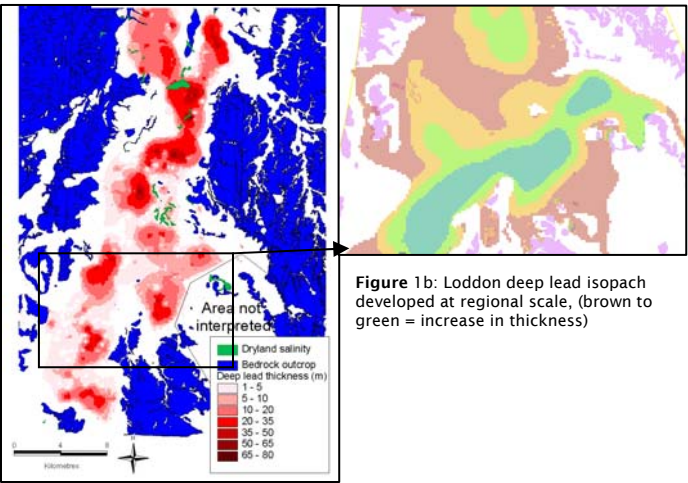 Area not
interpreted
Dryland salinity
Bedrock outcrop
Deep lead thickness (m)
1 - 5
5 - 10
10 - 20
20 - 35
35 - 50
50 - 65
65 - 80
0 4 8
Kilometres
N
Figure 1b: Loddon deep lead isopach
developed at regional scale, (brown to
green = increase in thickness)